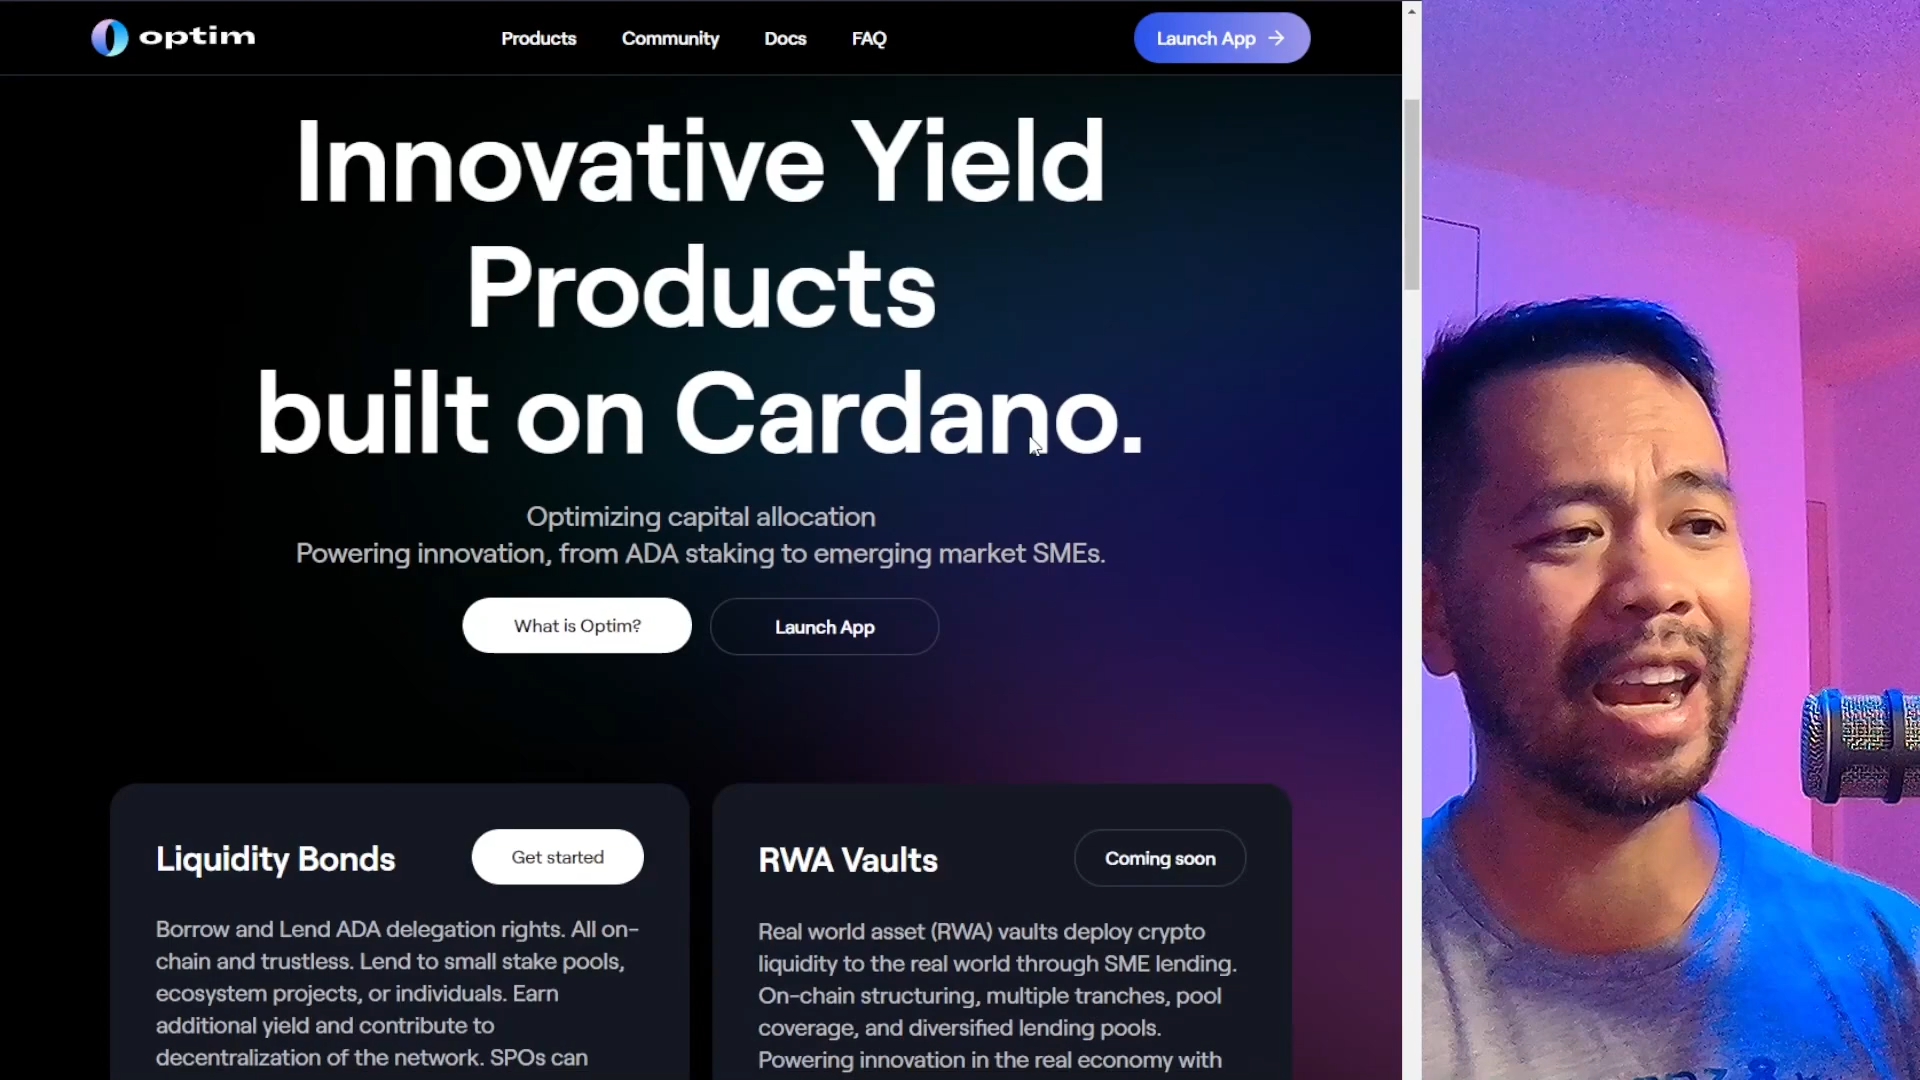 optim
Products
Community
Docs
FAQ
Launch App
Innovative Yield
Products
built on Cardano.
Optimizing capital allocation
Powering innovation, from ADA staking to emerging market SMEs.
What is Optim?
Launch App
Liquidity Bonds
Get started
Borrow and Lend ADA delegation rights. All on-
chain and trustless. Lend to small stake pools,
ecosystem projects, or individuals. Earn
additional yield and contribute to
decentralization of the network. SPOs can
RWA Vaults
Coming soon
Real world asset (RWA) vaults deploy crypto
liquidity to the real world through SME lending.
On-chain structuring, multiple tranches, pool
coverage, and diversified lending pools.
Powering innovation in the real economy with